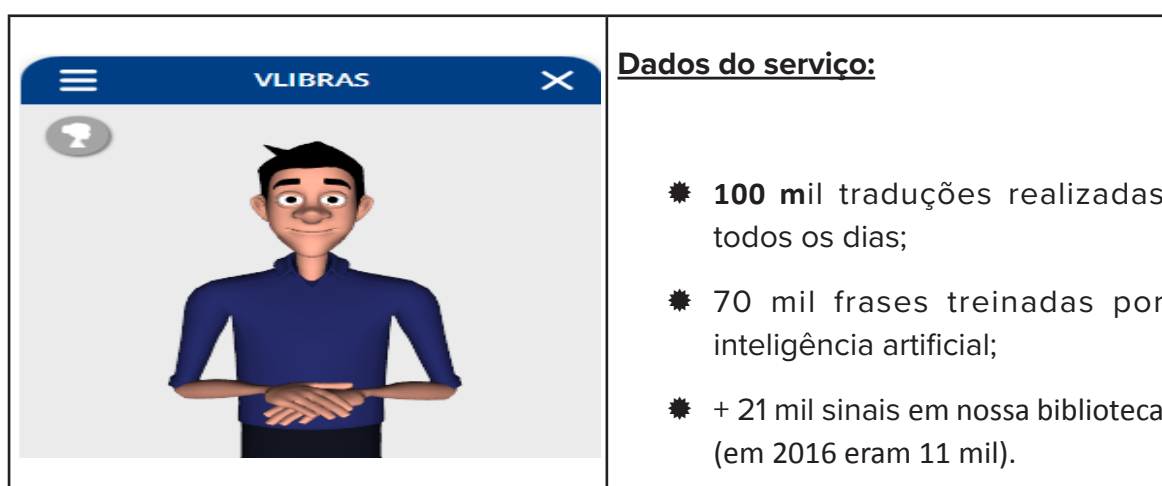 VLIBRAS
Dados do serviço:
100 mil traduções realizadas
todos os dias;
70 mil frases treinadas por
inteligência artificial;
+ 21 mil sinais em nossa biblioteca
(em 2016 eram 11 mil).